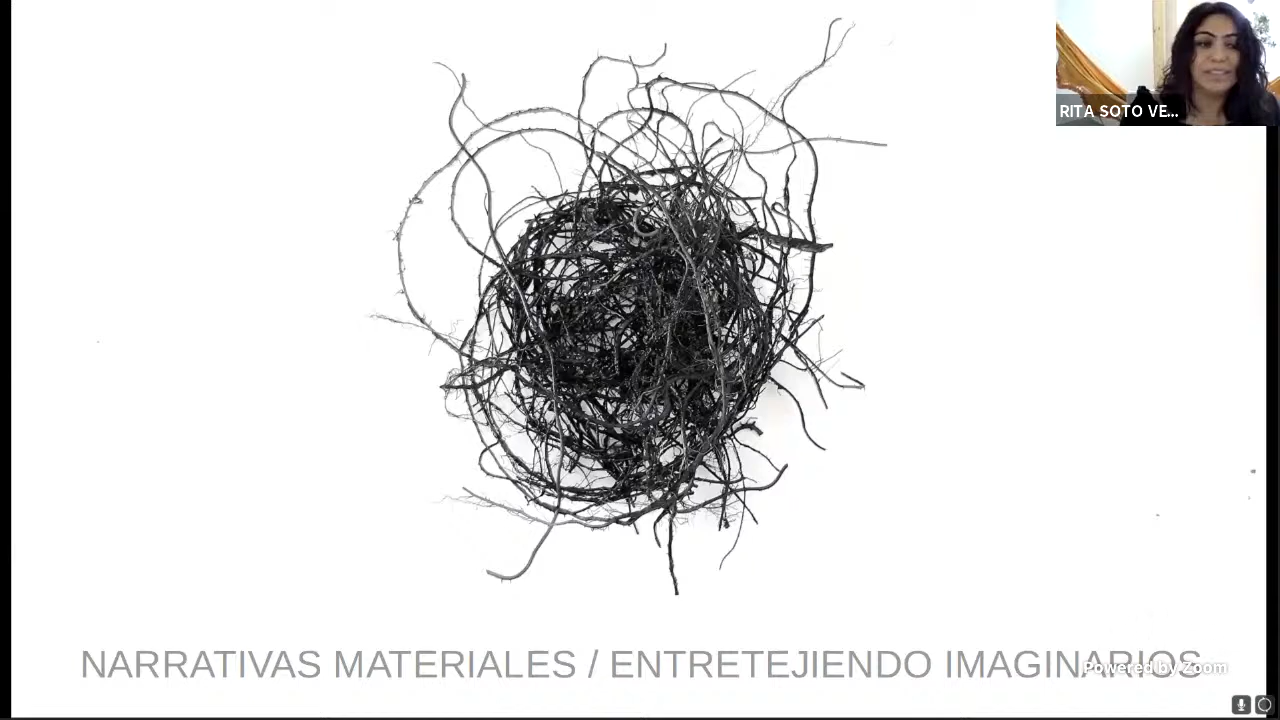 RITA SOTO VE...
NARRATIVAS MATERIALES / ENTRETEJIENDO IMAGINARIOS
Powered by Zoom